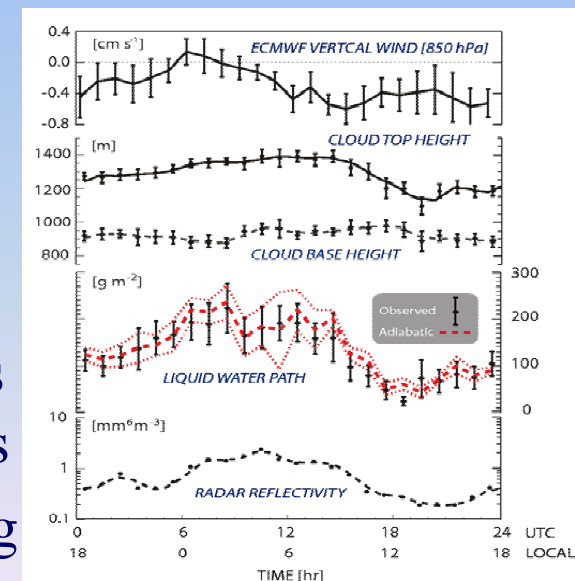 0.4 [cm s⁻¹] ECMWF VERTCAL WIND [850 hPa]
0.0
-0.4
-0.8
[m] CLOUD TOP HEIGHT
1400
1200
1000
800
CLOUD BASE HEIGHT
[g m⁻²] 300
Observed 200
Adiabatic
100
LIQUID WATER PATH
s
0
10 [mm⁶m⁻³]
s
1
RADAR REFLECTIVITY
0.1
g
0 6 12 18 24 UTC
18 0 6 12 18 LOCAL
TIME [hr]